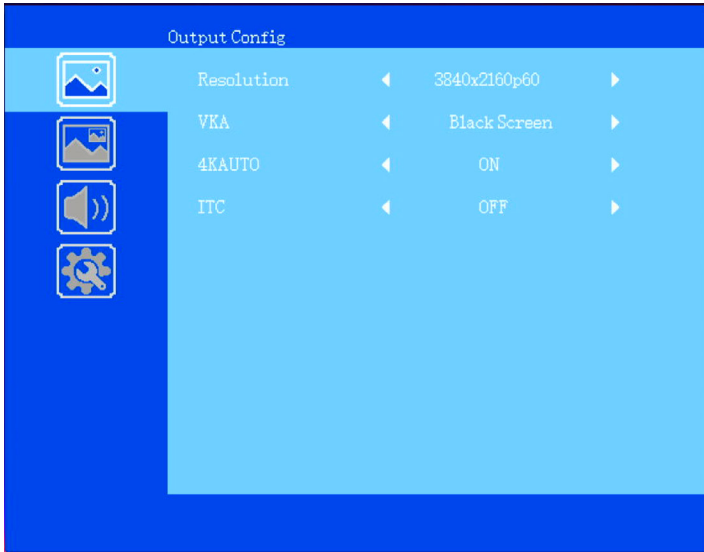 Output Config
Resolution 3840x2160p60
VKA Black Screen
4KAUTO ON
ITC OFF